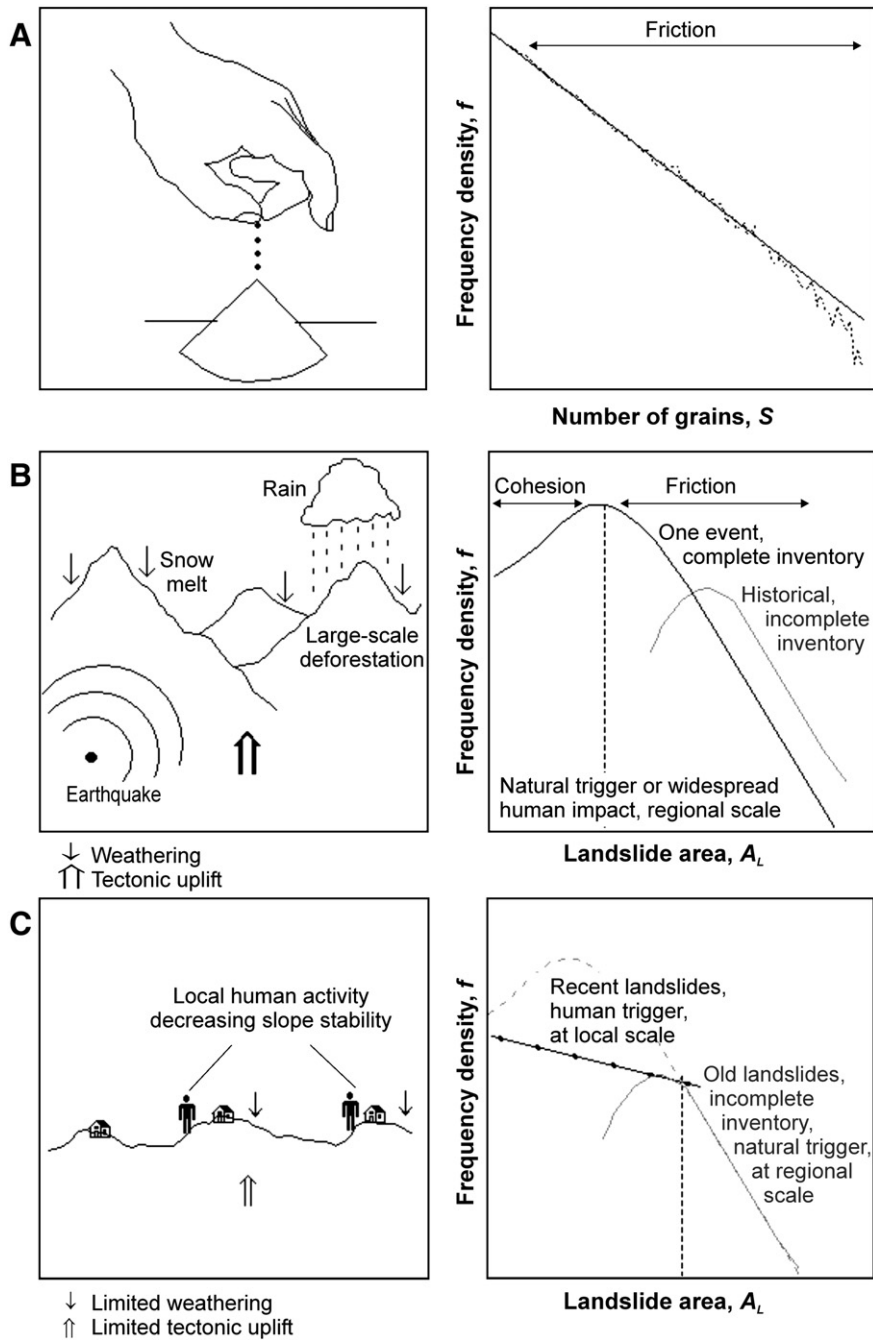 A
Friction
Frequency density, f
Number of grains, S
B
Rain
Snow
melt
Large-scale
deforestation
Earthquake
Weathering
Tectonic uplift
Cohesion
Friction
One event,
complete inventory
Historical,
incomplete
inventory
Natural trigger or widespread
human impact, regional scale
Frequency density, f
Landslide area, A_L
C
Local human activity
decreasing slope stability
Limited weathering
Limited tectonic uplift
Recent landslides,
human trigger,
at local scale
Old landslides,
incomplete
inventory,
natural trigger,
at regional
scale
Frequency density, f
Landslide area, A_L